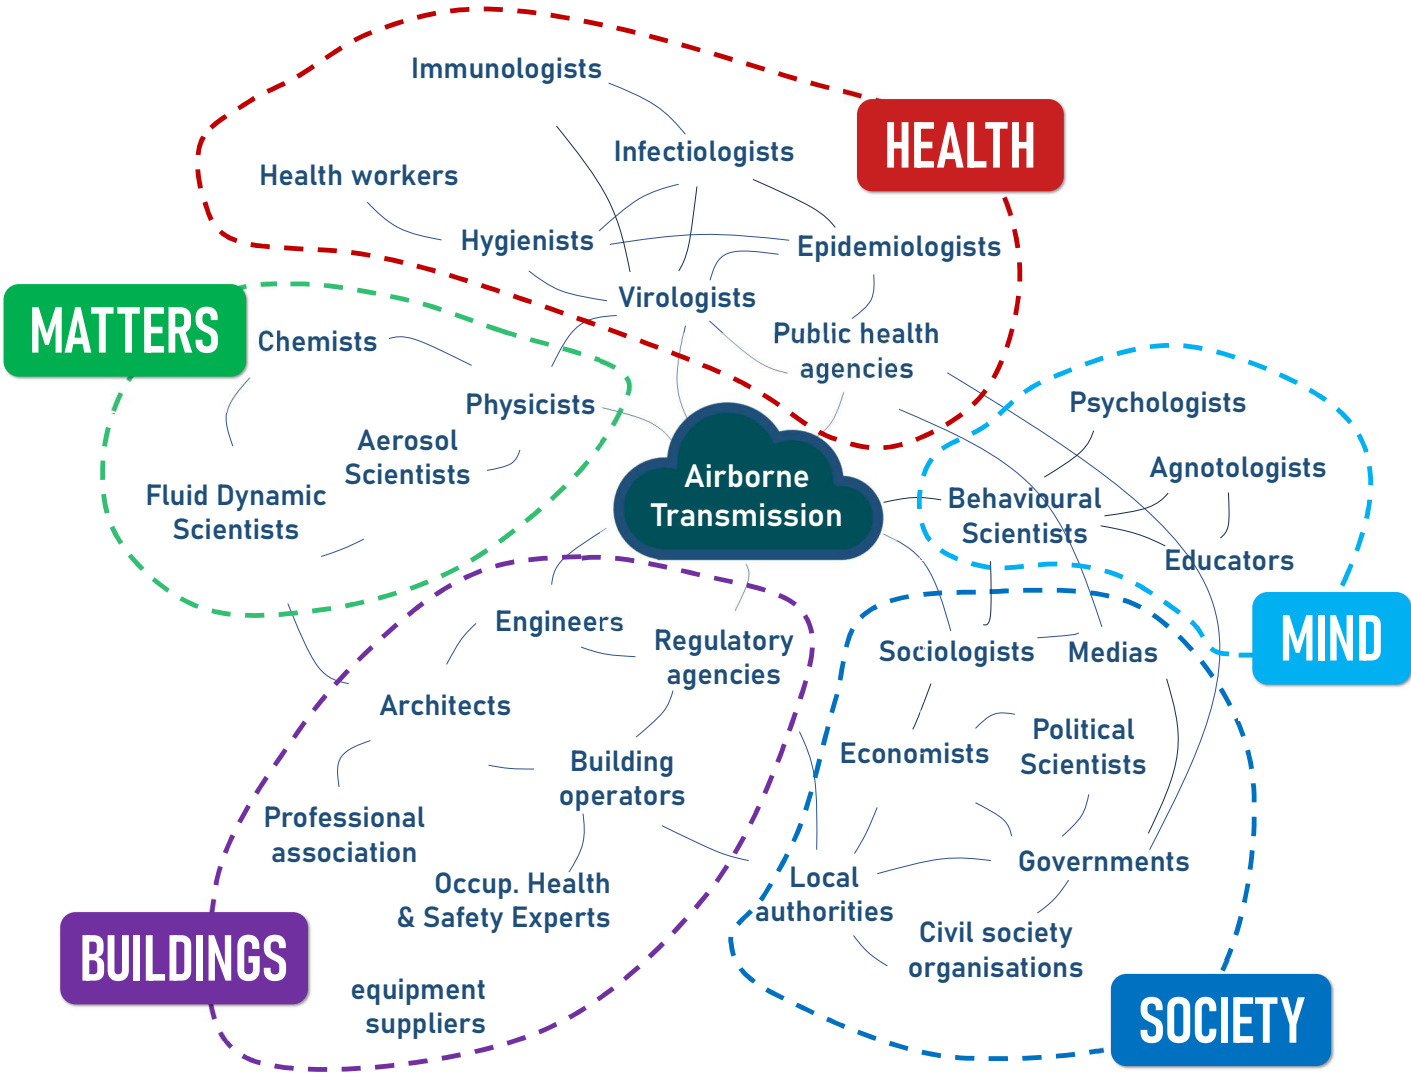 Immunologists
HEALTH
Infectiologists
Health workers
Hygienists
Epidemiologists
Virologists
Public health
agencies
MATTERS
Chemists
Physicists
Aerosol
Scientists
Fluid Dynamic
Scientists
Airborne
Transmission
Psychologists
Agnotologists
Behavioural
Scientists
Educators
MIND
Engineers
Regulatory
agencies
Architects
Building
operators
Professional
association
Occup. Health
& Safety Experts
BUILDINGS
equipment
suppliers
Sociologists
Medias
Economists
Political
Scientists
Governments
Local
authorities
Civil society
organisations
SOCIETY